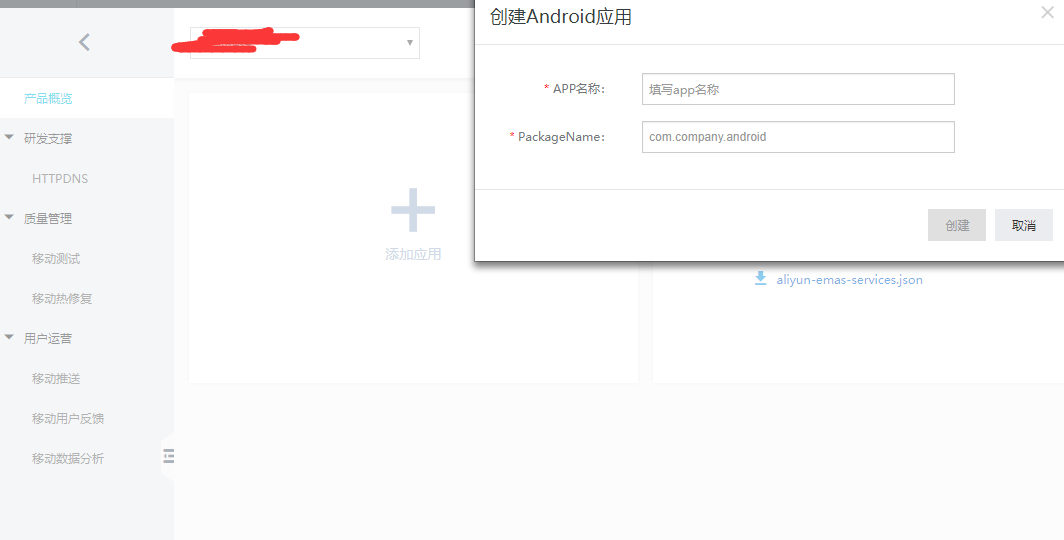 创建Android应用
产品概览
研发支撑
HTTPDNS
质量管理
移动测试
移动热修复
用户运营
移动推送
移动用户反馈
移动数据分析
添加应用
* APP名称：
填写app名称
* PackageName：
com.company.android
创建
取消
aliyun-emas-services.json